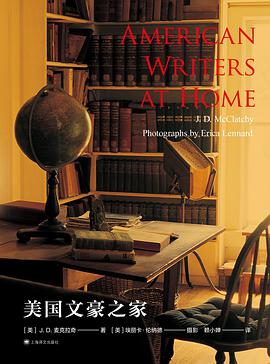 AMERICAN
WRITERS
AT HOME
J. D. McClatchy
Photographs by Erica Lennard
美国文豪之家
[美] J. D. 麦克拉奇 — 著 [美] 埃丽卡·伦纳德 — 摄影 赖小婵 — 译
上海译文出版社